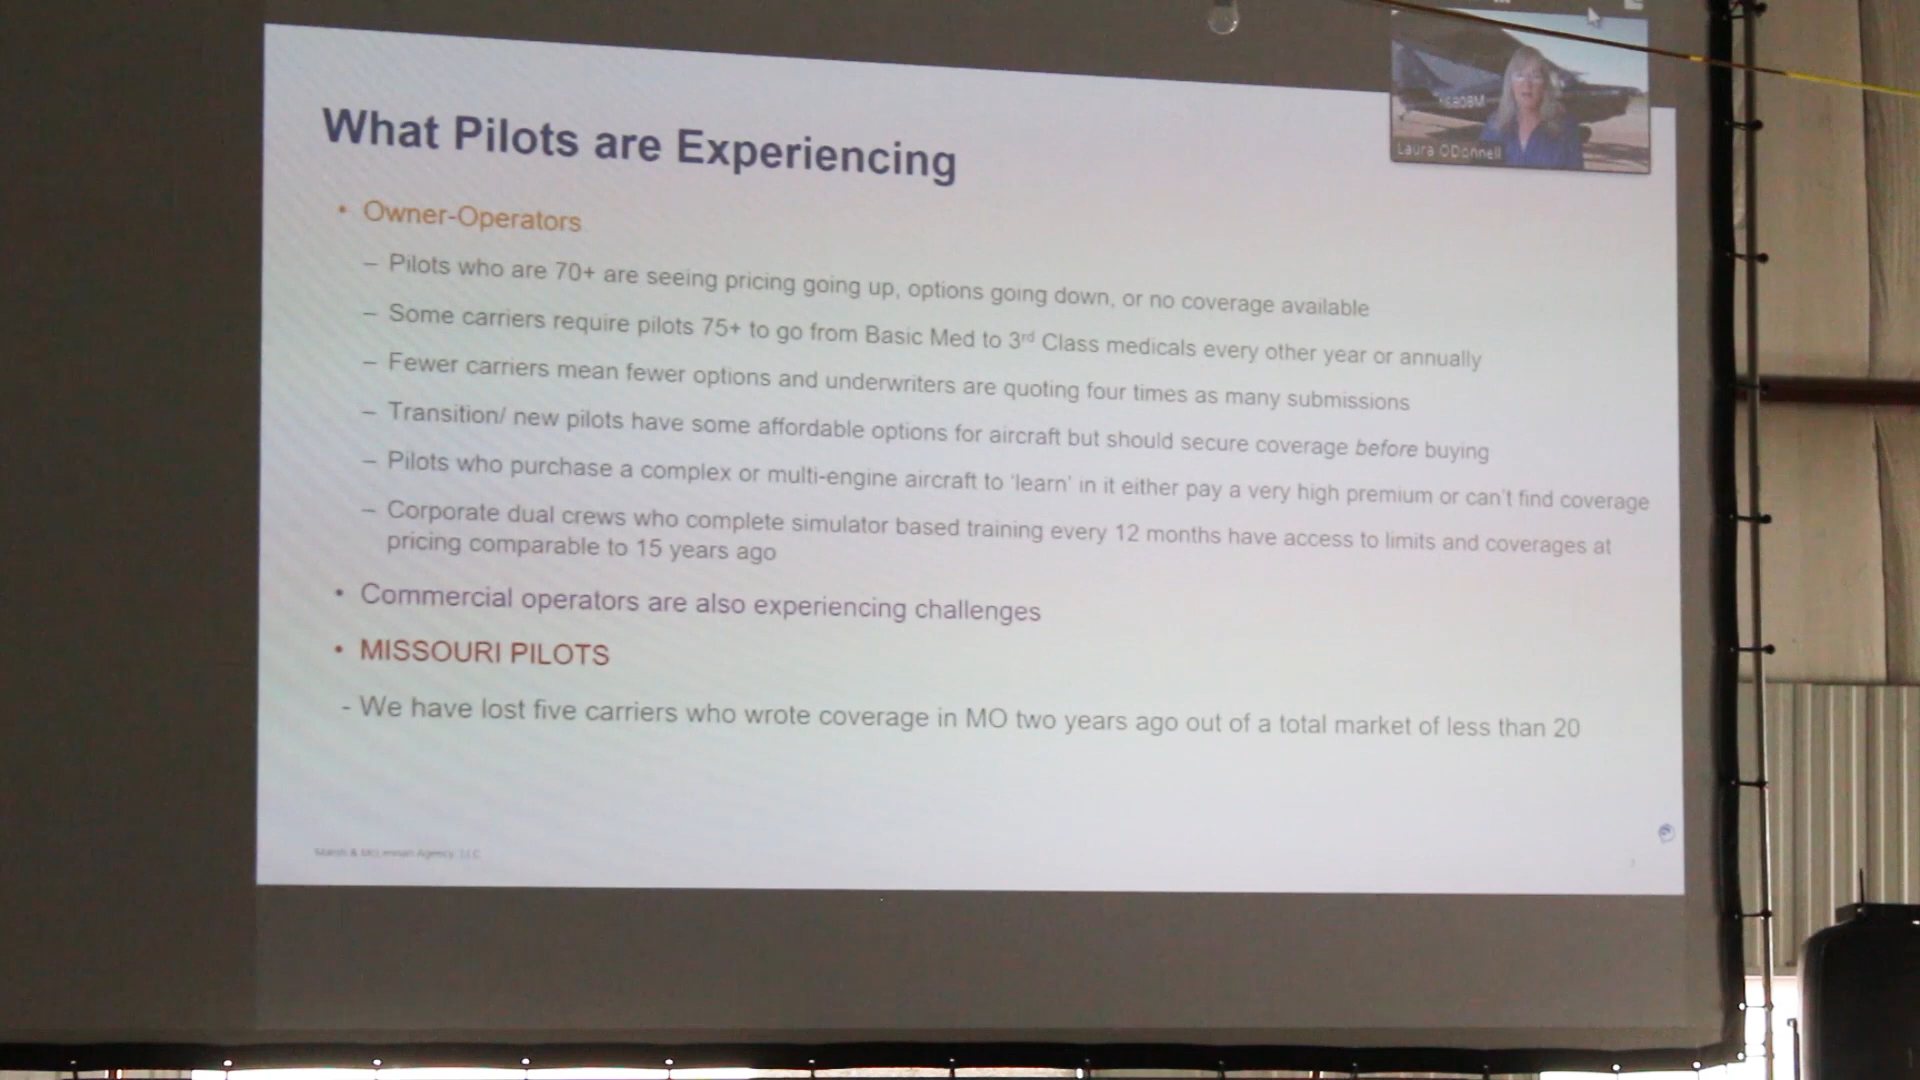 What Pilots are Experiencing
Laura ODonnell
• Owner-Operators
– Pilots who are 70+ are seeing pricing going up, options going down, or no coverage available
– Some carriers require pilots 75+ to go from Basic Med to 3rd Class medicals every other year or annually
– Fewer carriers mean fewer options and underwriters are quoting four times as many submissions
– Transition/ new pilots have some affordable options for aircraft but should secure coverage before buying
– Pilots who purchase a complex or multi-engine aircraft to ‘learn’ in it either pay a very high premium or can’t find coverage
– Corporate dual crews who complete simulator based training every 12 months have access to limits and coverages at
pricing comparable to 15 years ago
• Commercial operators are also experiencing challenges
• MISSOURI PILOTS
- We have lost five carriers who wrote coverage in MO two years ago out of a total market of less than 20
Marsh & McLennan Agency, LLC